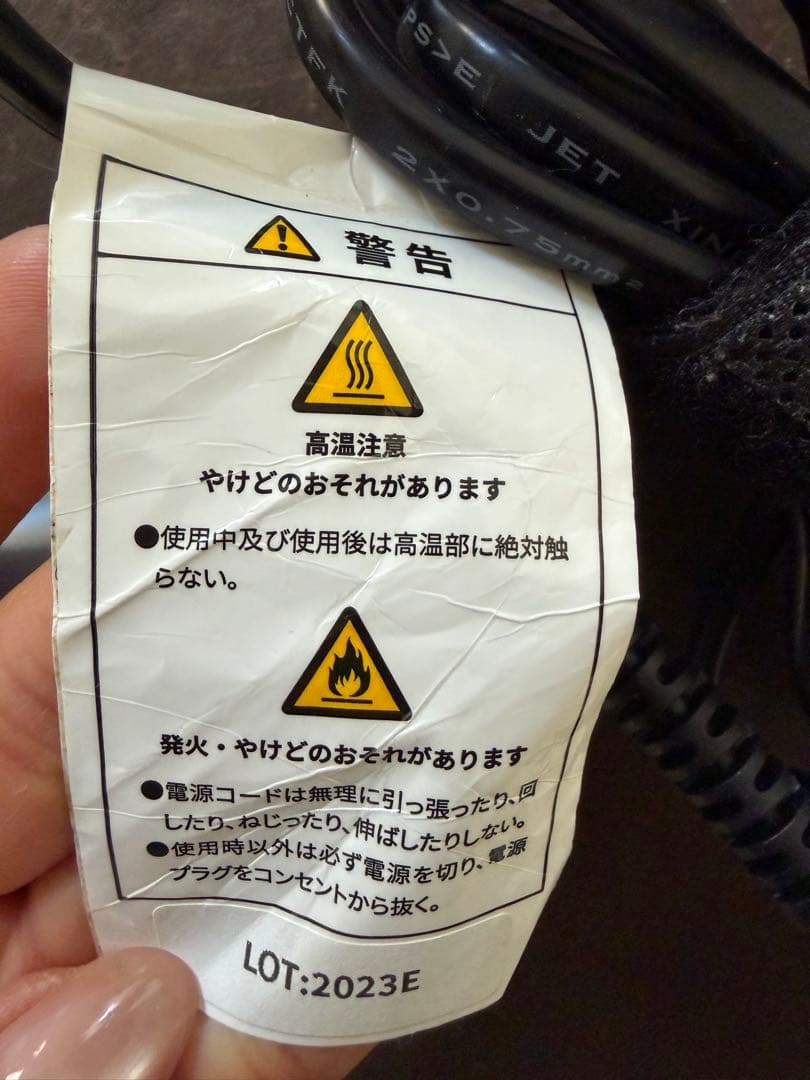 CTFK
PS>E JET XIN
2X0.75mm²
警告
高温注意
やけどのおそれがあります
●使用中及び使用後は高温部に絶対触
らない。
発火・やけどのおそれがあります
●電源コードは無理に引っ張ったり、回
したり、ねじったり、伸ばしたりしない。
●使用時以外は必ず電源を切り、電源
プラグをコンセントから抜く。
LOT:2023E